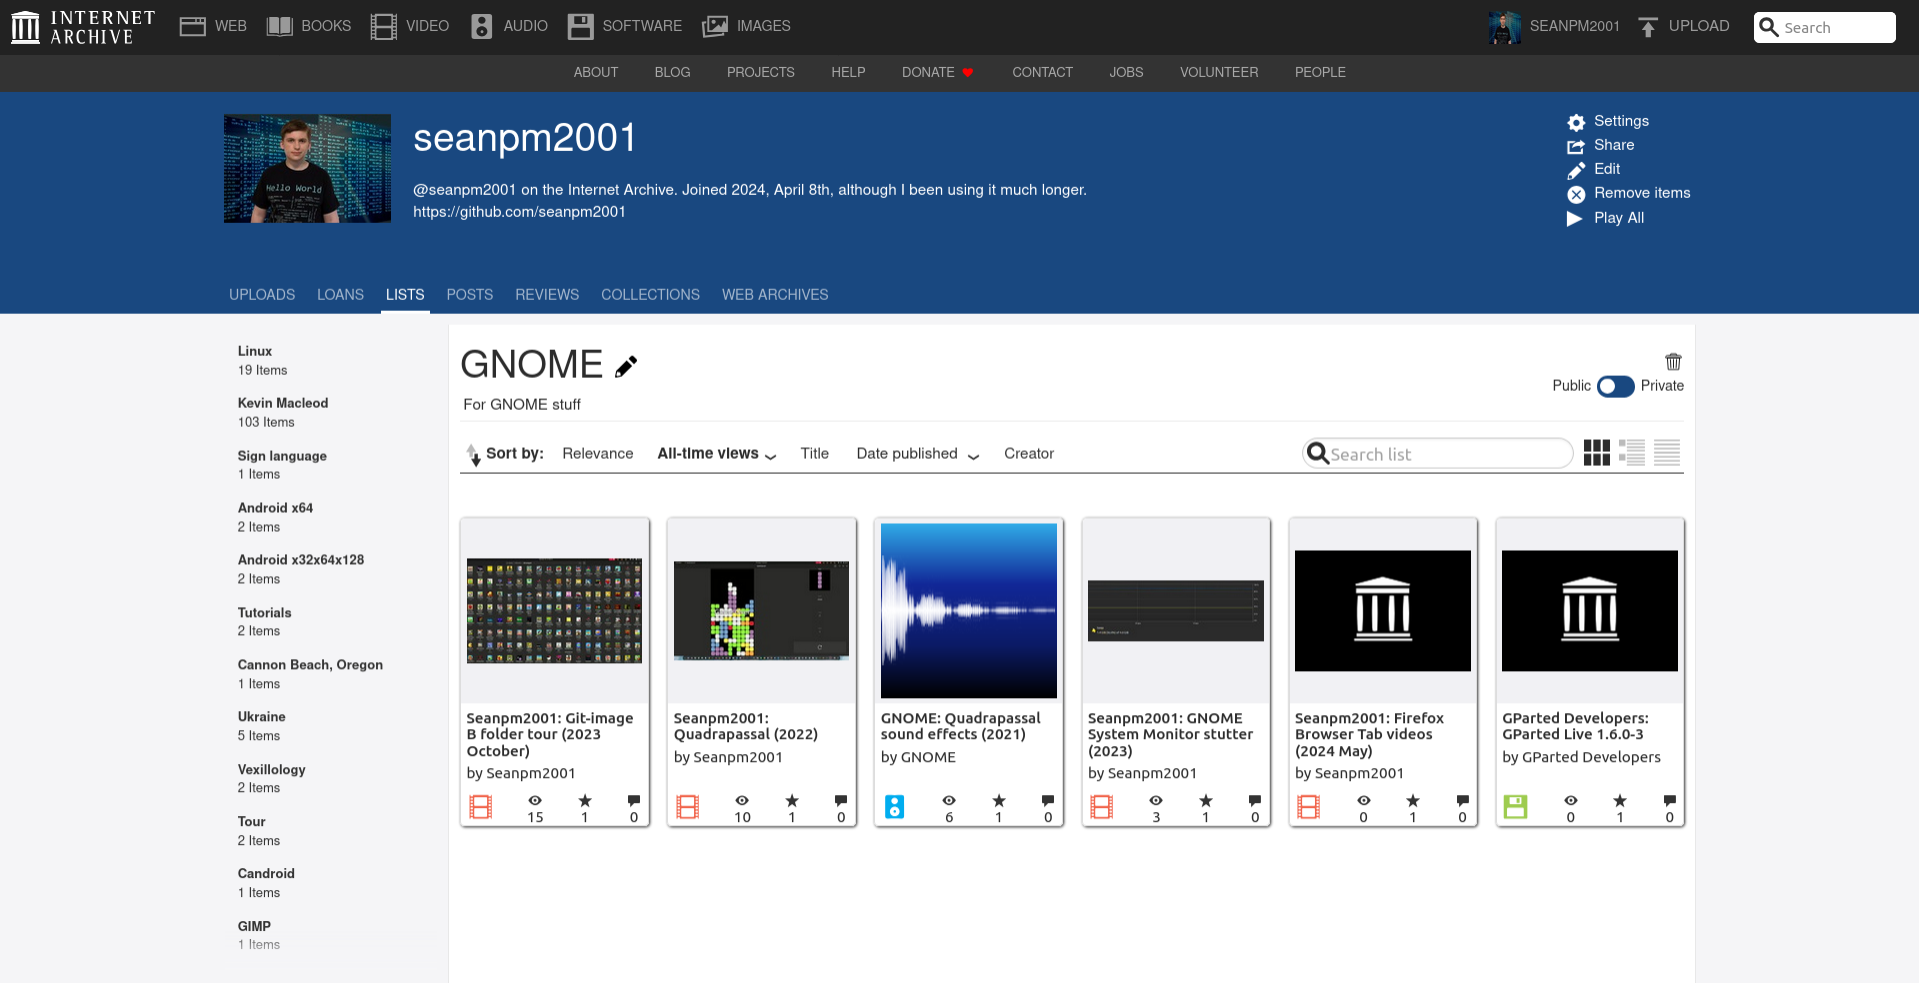 INTERNET ARCHIVE
WEB
BOOKS
VIDEO
AUDIO
SOFTWARE
IMAGES
SEANPM2001
UPLOAD
Search
ABOUT
BLOG
PROJECTS
HELP
DONATE
CONTACT
JOBS
VOLUNTEER
PEOPLE
Hello World
seanpm2001
@seanpm2001 on the Internet Archive. Joined 2024, April 8th, although I been using it much longer.
https://github.com/seanpm2001
Settings
Share
Edit
Remove items
Play All
UPLOADS
LOANS
LISTS
POSTS
REVIEWS
COLLECTIONS
WEB ARCHIVES
Linux
19 Items
Kevin Macleod
103 Items
Sign language
1 Items
Android x64
2 Items
Android x32x64x128
2 Items
Tutorials
2 Items
Cannon Beach, Oregon
1 Items
Ukraine
5 Items
Vexillology
2 Items
Tour
2 Items
Candroid
1 Items
GIMP
1 Items
GNOME
For GNOME stuff
Public
Private
Sort by:
Relevance
All-time views
Title
Date published
Creator
Search list
Seanpm2001: Git-image
B folder tour (2023
October)
by Seanpm2001
15
1
0
Seanpm2001:
Quadrapassal (2022)
by Seanpm2001
10
1
0
GNOME: Quadrapassal
sound effects (2021)
by GNOME
6
1
0
Seanpm2001: GNOME
System Monitor stutter
(2023)
by Seanpm2001
3
1
0
Seanpm2001: Firefox
Browser Tab videos
(2024 May)
by Seanpm2001
0
1
0
GParted Developers:
GParted Live 1.6.0-3
by GParted Developers
0
1
0